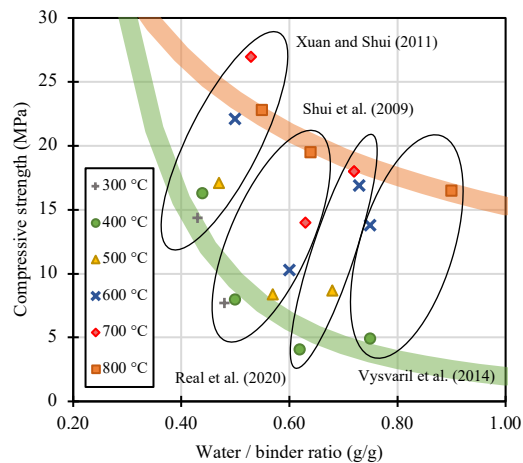 30
25
20
15
10
5
0
Compressive strength (MPa)
Xuan and Shui (2011)
Shui et al. (2009)
300 °C
400 °C
500 °C
600 °C
700 °C
800 °C
Real et al. (2020)
Vysvaril et al. (2014)
0.20 0.40 0.60 0.80 1.00
Water / binder ratio (g/g)